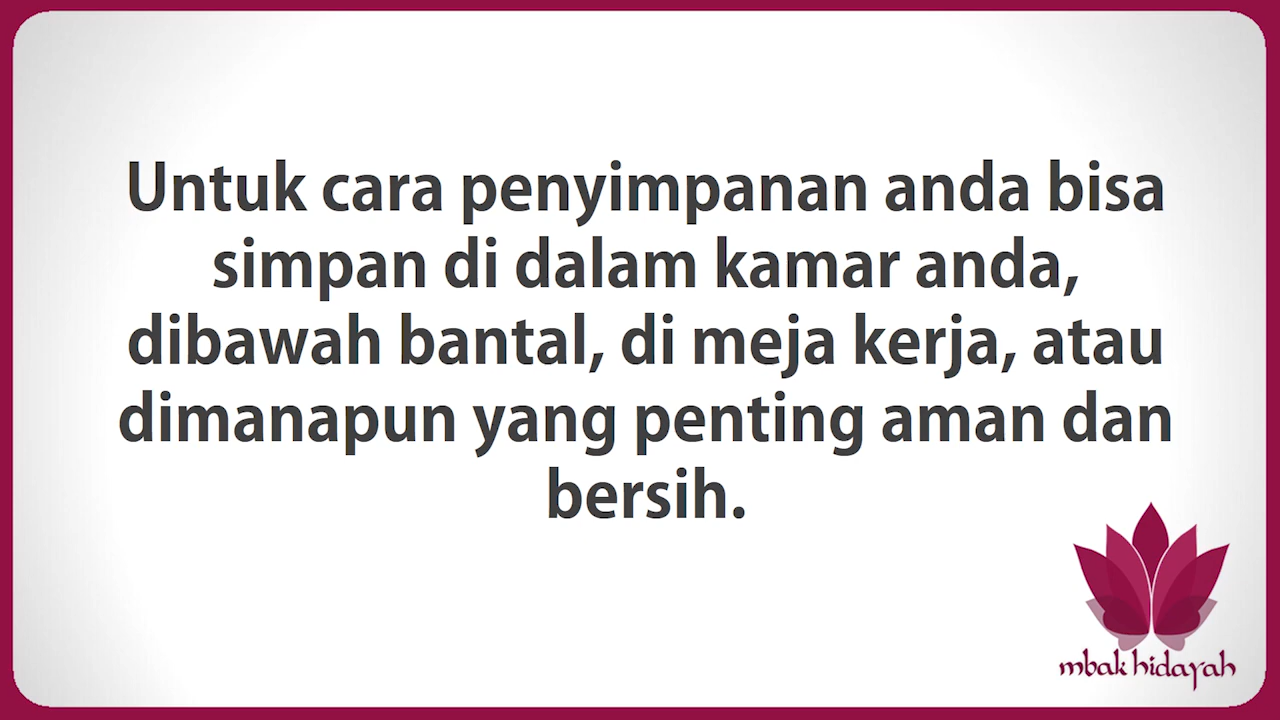 Untuk cara penyimpanan anda bisa
simpan di dalam kamar anda,
dibawah bantal, di meja kerja, atau
dimanapun yang penting aman dan
bersih.
mbak hidayah